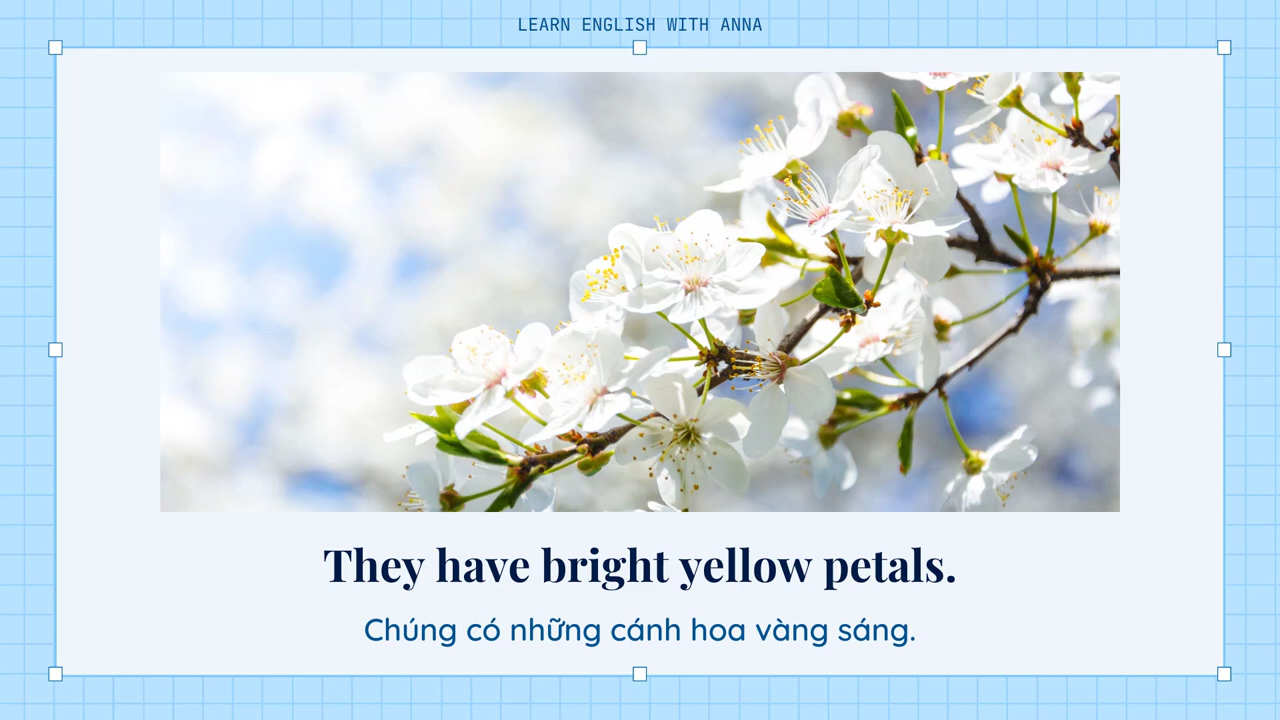 LEARN ENGLISH WITH ANNA
They have bright yellow petals.
Chúng có những cánh hoa vàng sáng.